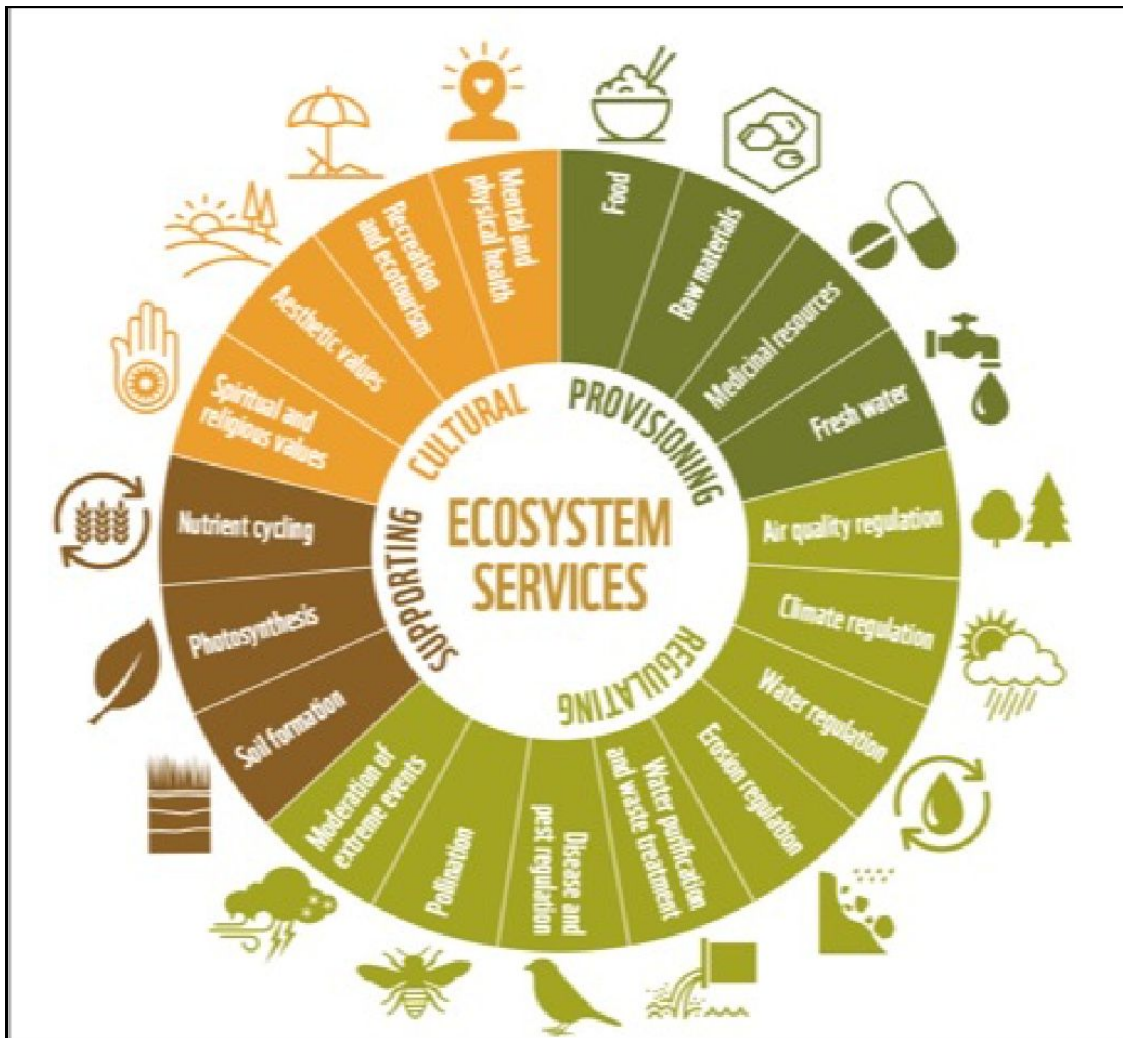 ECOSYSTEM
SERVICES
PROVISIONING
Food
Raw materials
Medicinal resources
Fresh water
REGULATING
Air quality regulation
Climate regulation
Water regulation
Erosion regulation
Water purification
and waste treatment
Disease and
pest regulation
Pollination
Moderation of
extreme events
SUPPORTING
Soil formation
Photosynthesis
Nutrient cycling
CULTURAL
Spiritual and
religious values
Aesthetic values
Recreation
and ecotourism
Mental and
physical health